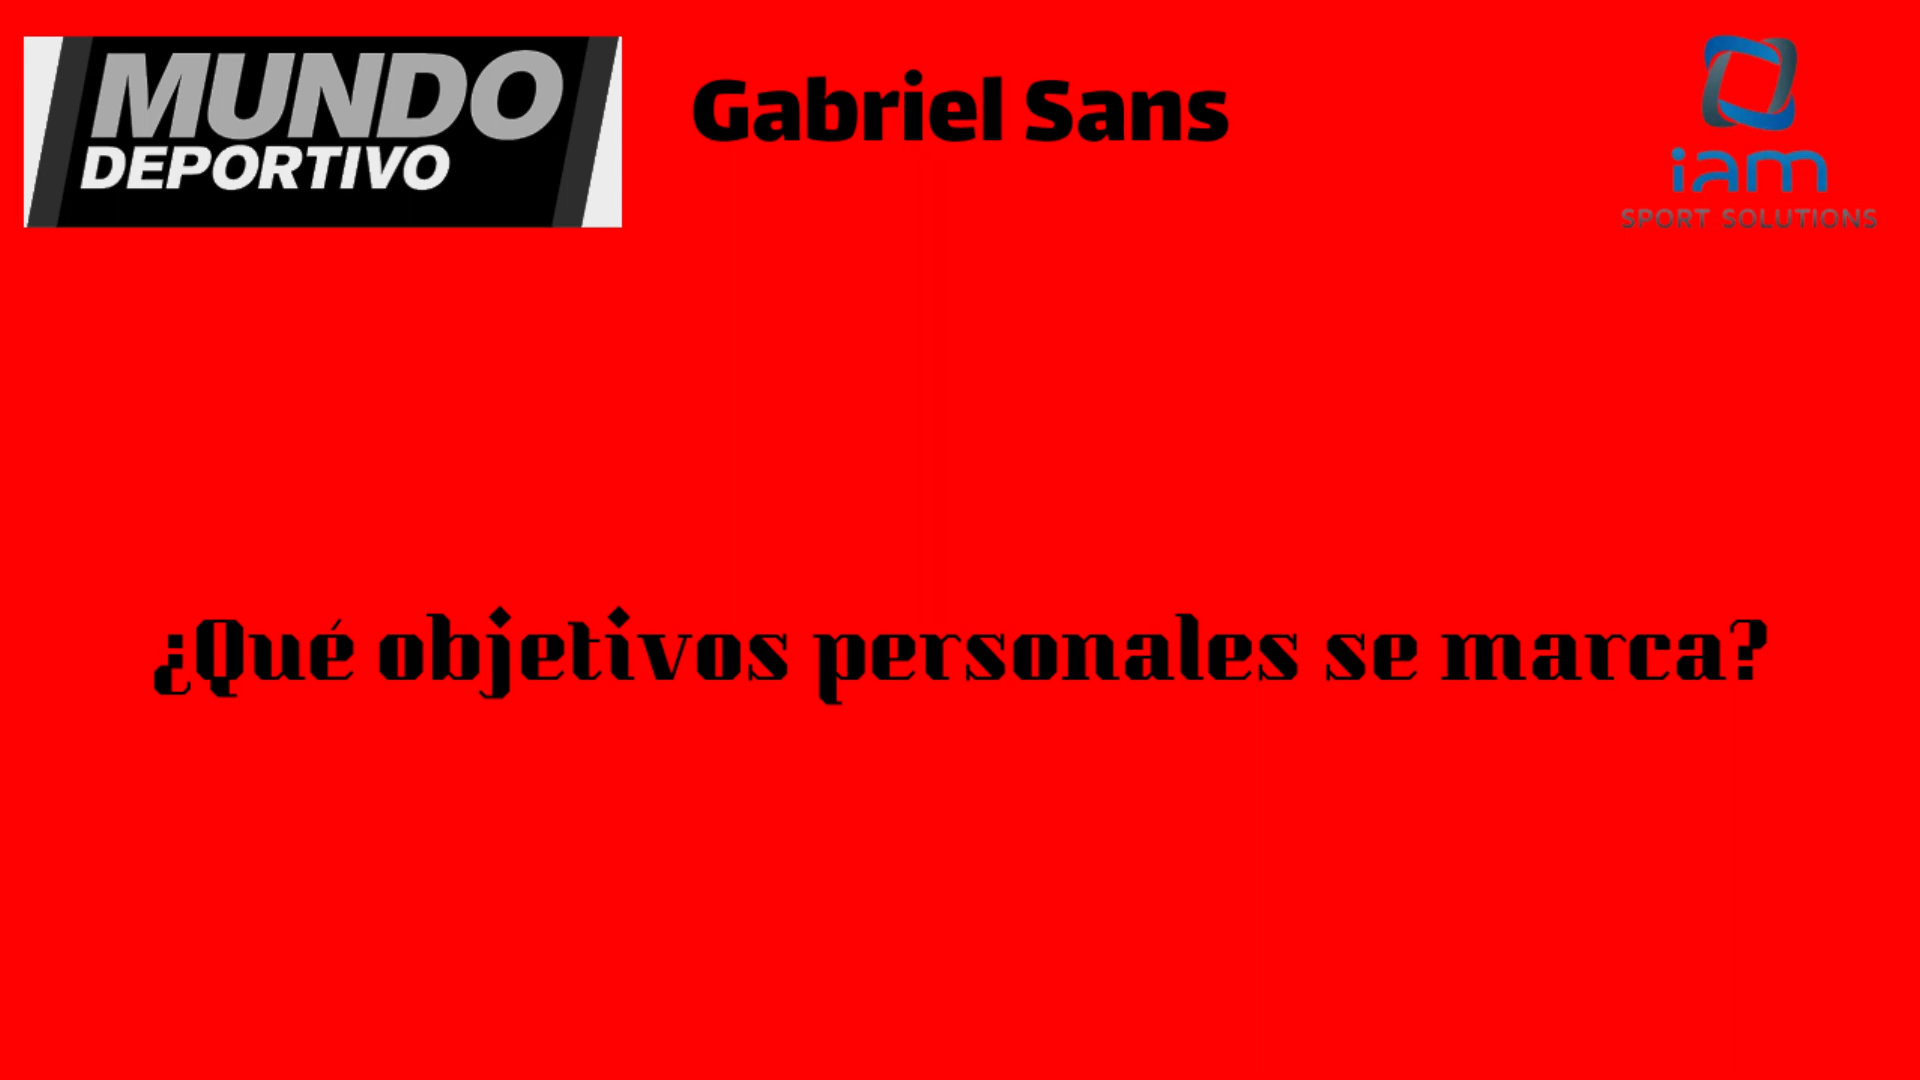 MUNDO
DEPORTIVO
Gabriel Sans
iam
SPORT SOLUTIONS
¿Qué objetivos personales se marca?